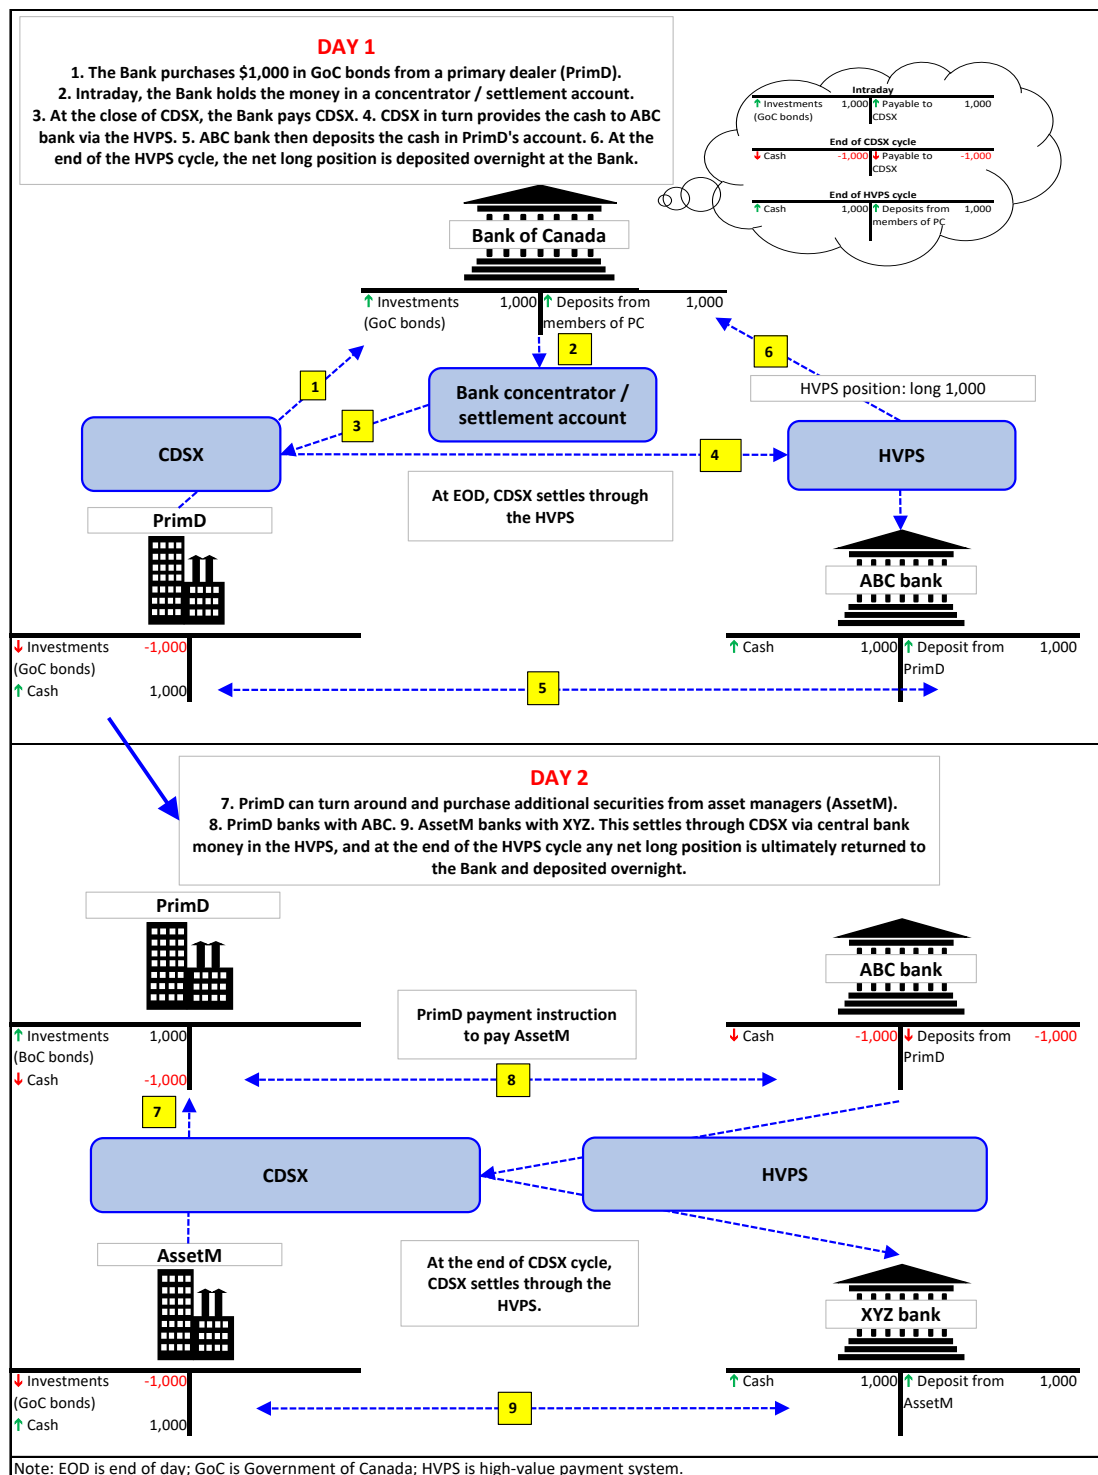 DAY 1
1. The Bank purchases $1,000 in GoC bonds from a primary dealer (PrimD).
2. Intraday, the Bank holds the money in a concentrator / settlement account.
3. At the close of CDSX, the Bank pays CDSX. 4. CDSX in turn provides the cash to ABC
bank via the HVPS. 5. ABC bank then deposits the cash in PrimD's account. 6. At the
end of the HVPS cycle, the net long position is deposited overnight at the Bank.
Intraday
↑ Investments 1,000 ↑ Payable to 1,000
(GoC bonds) CDSX
End of CDSX cycle
↓ Cash -1,000 ↓ Payable to -1,000
CDSX
End of HVPS cycle
↑ Cash 1,000 ↑ Deposits from 1,000
members of PC
Bank of Canada
↑ Investments 1,000 ↑ Deposits from 1,000
(GoC bonds) members of PC
2
6
1
Bank concentrator /
settlement account
HVPS position: long 1,000
3
CDSX
4
HVPS
At EOD, CDSX settles through
the HVPS
PrimD
ABC bank
↓ Investments -1,000
(GoC bonds)
↑ Cash 1,000
↑ Cash 1,000 ↑ Deposit from 1,000
PrimD
5
DAY 2
7. PrimD can turn around and purchase additional securities from asset managers (AssetM).
8. PrimD banks with ABC. 9. AssetM banks with XYZ. This settles through CDSX via central bank
money in the HVPS, and at the end of the HVPS cycle any net long position is ultimately returned to
the Bank and deposited overnight.
PrimD
ABC bank
PrimD payment instruction
to pay AssetM
↑ Investments 1,000
(BoC bonds)
↓ Cash -1,000
↓ Cash -1,000 ↓ Deposits from -1,000
PrimD
8
7
CDSX
HVPS
AssetM
At the end of CDSX cycle,
CDSX settles through the
HVPS.
XYZ bank
↓ Investments -1,000
(GoC bonds)
↑ Cash 1,000
↑ Cash 1,000 ↑ Deposit from 1,000
AssetM
9
Note: EOD is end of day; GoC is Government of Canada; HVPS is high-value payment system.